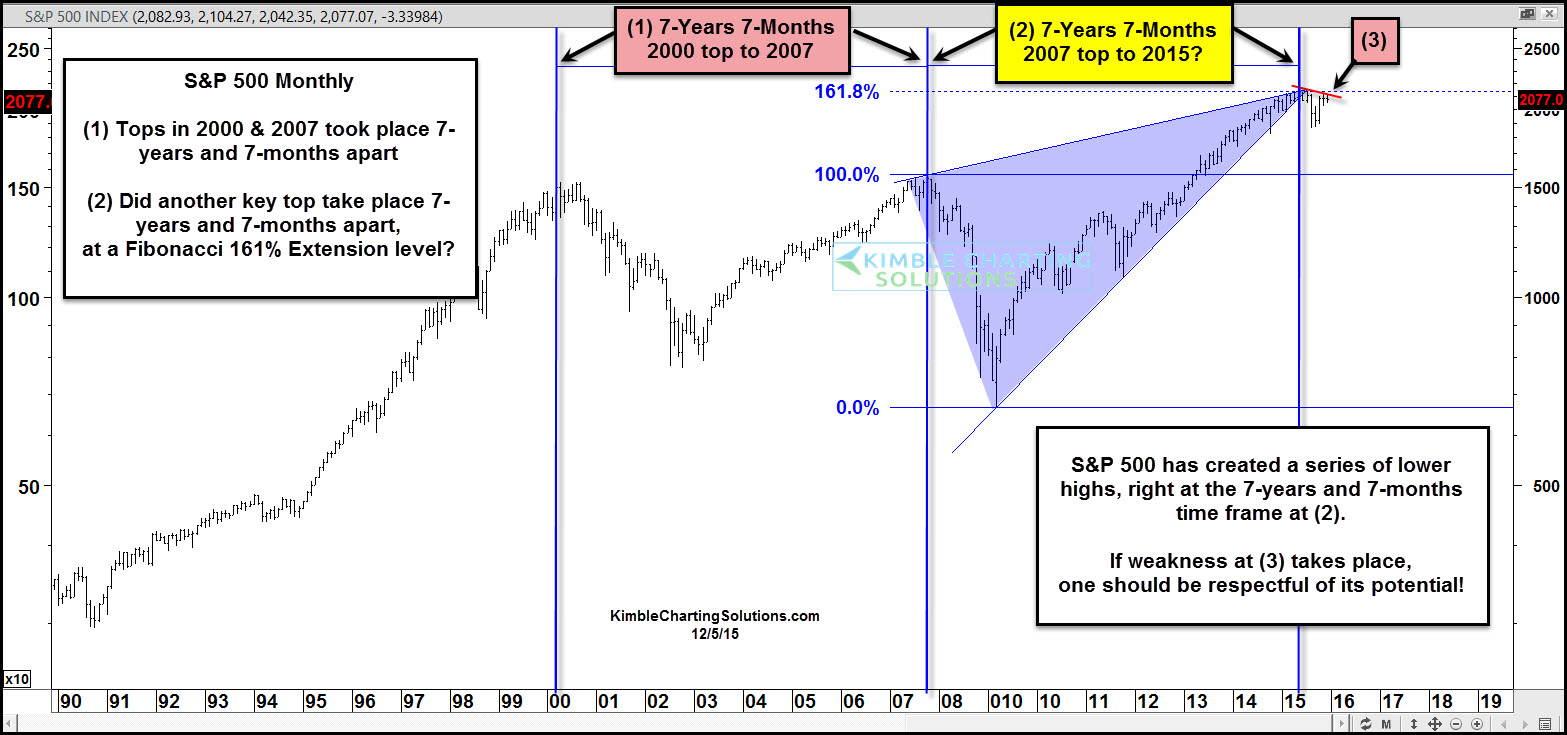 S&P 500 INDEX (2,082.93, 2,104.27, 2,042.35, 2,077.07, -3.33984)
(1) 7-Years 7-Months
2000 top to 2007
(2) 7-Years 7-Months
2007 top to 2015?
(3)
S&P 500 Monthly
(1) Tops in 2000 & 2007 took place 7-
years and 7-months apart
(2) Did another key top take place 7-
years and 7-months apart,
at a Fibonacci 161% Extension level?
250
2077.
200
150
100
50
x10
161.8%
100.0%
0.0%
KIMBLE CHARTING
SOLUTIONS
2500
2077.0
2000
1500
1000
500
S&P 500 has created a series of lower
highs, right at the 7-years and 7-months
time frame at (2).
If weakness at (3) takes place,
one should be respectful of its potential!
KimbleChartingSolutions.com
12/5/15
90 91 92 93 94 95 96 97 98 99 00 01 02 03 04 05 06 07 08 010 10 11 12 13 14 15 16 17 18 19
M